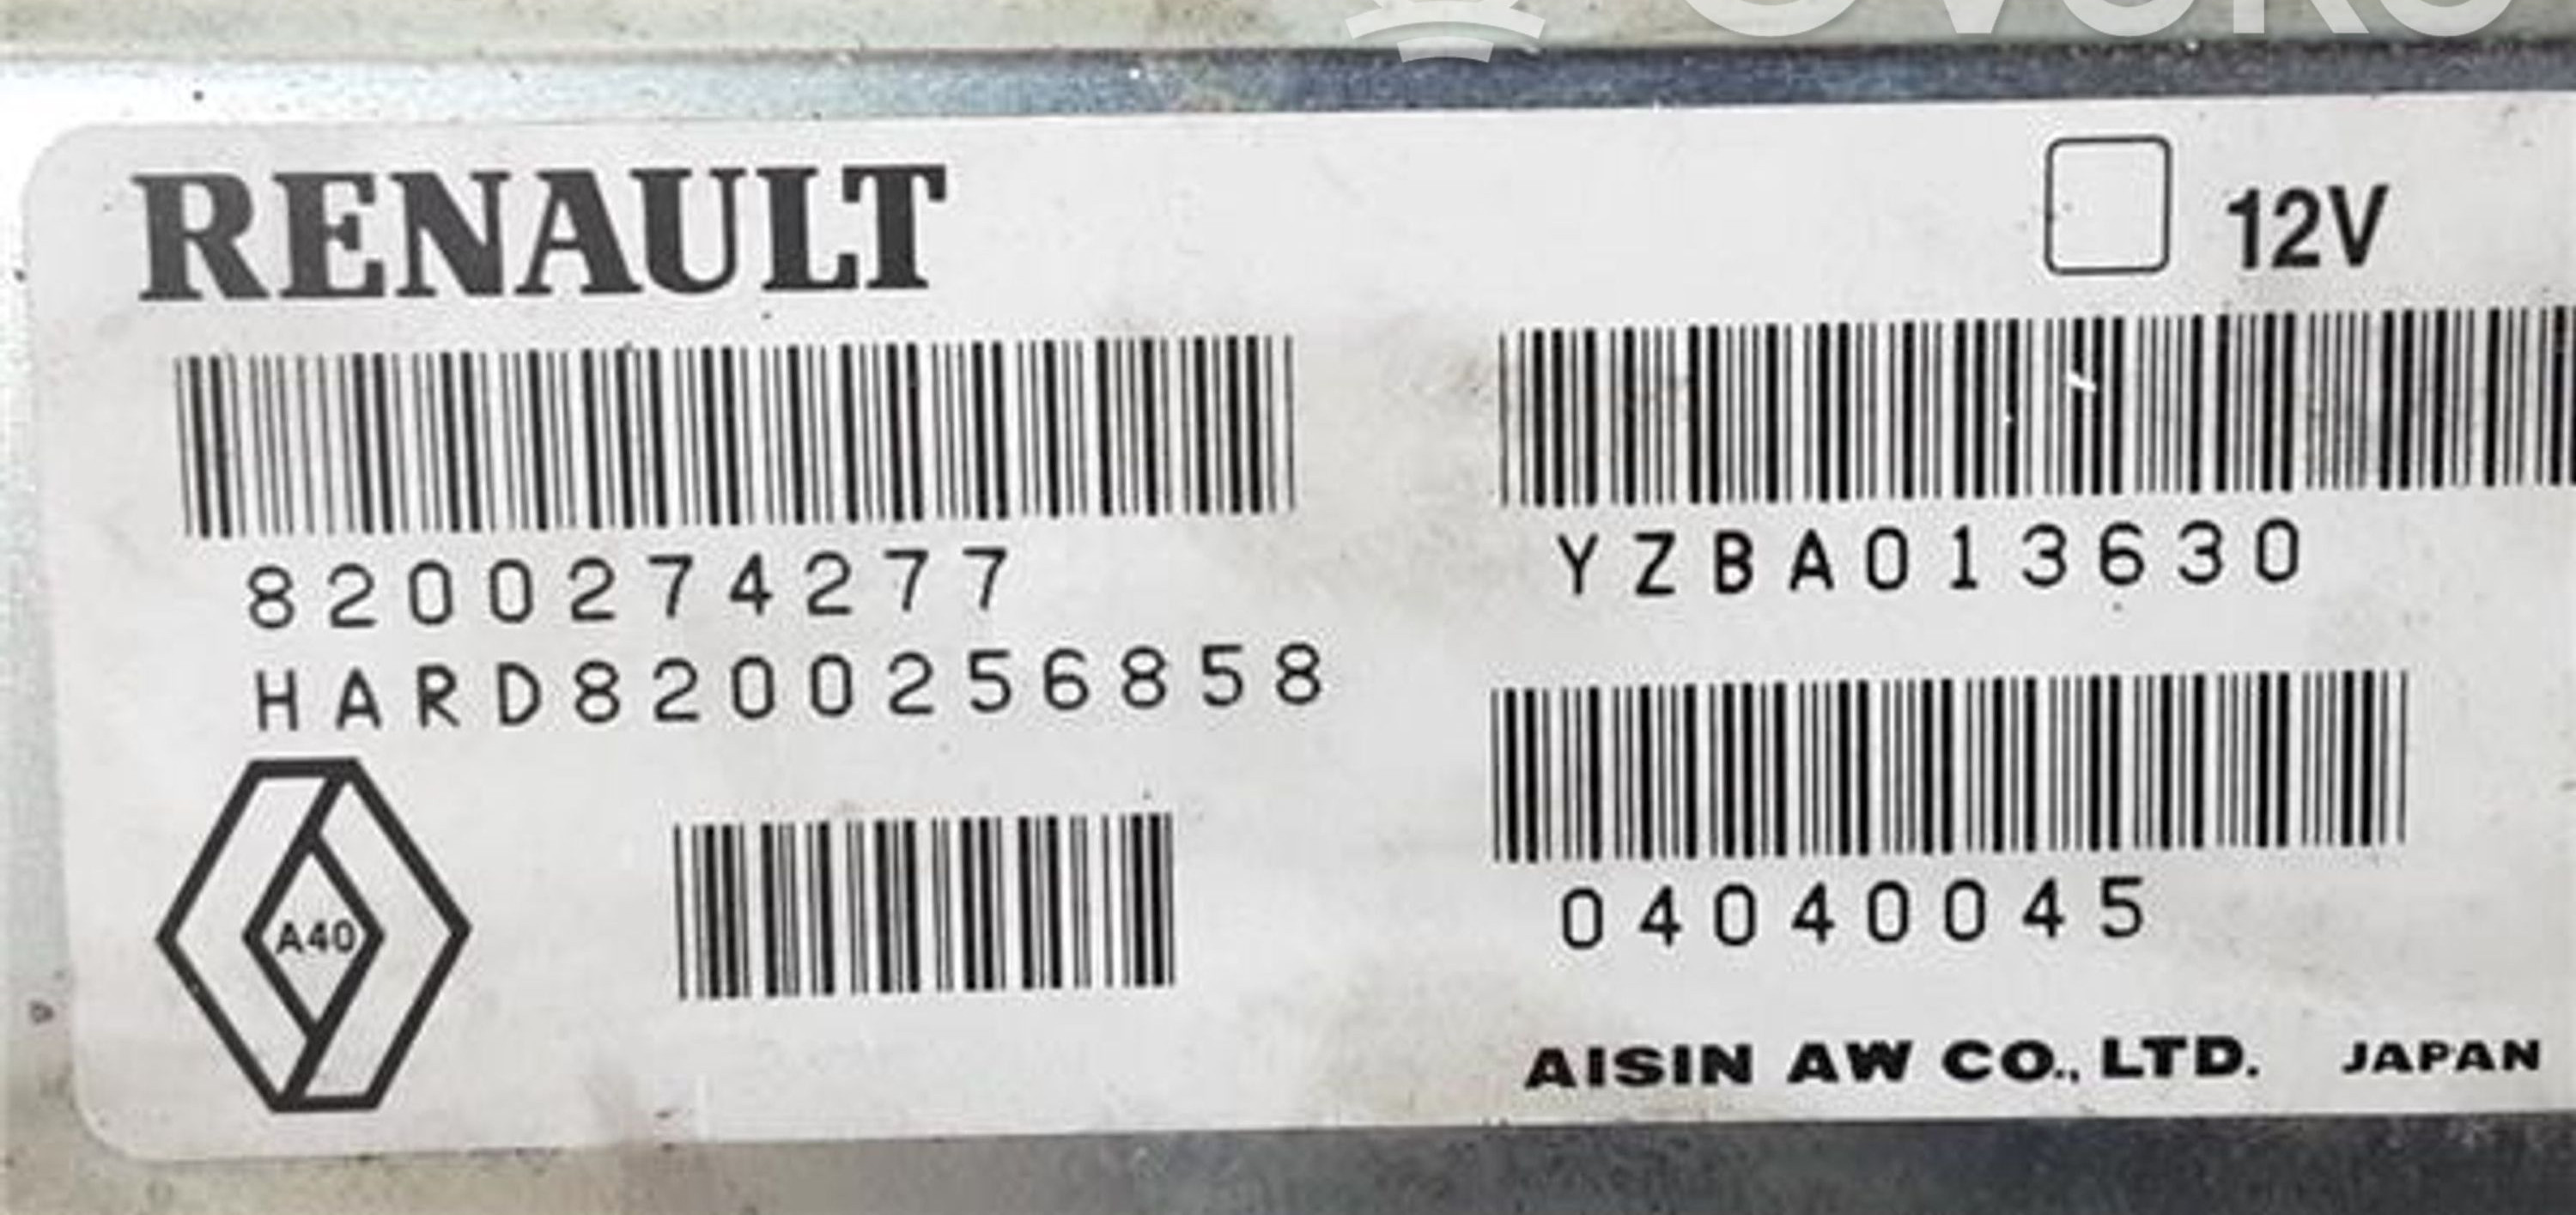 RENAULT
12V
8200274277
HARD8200256858
YZBA013630
A40
04040045
AISIN AW CO., LTD. JAPAN